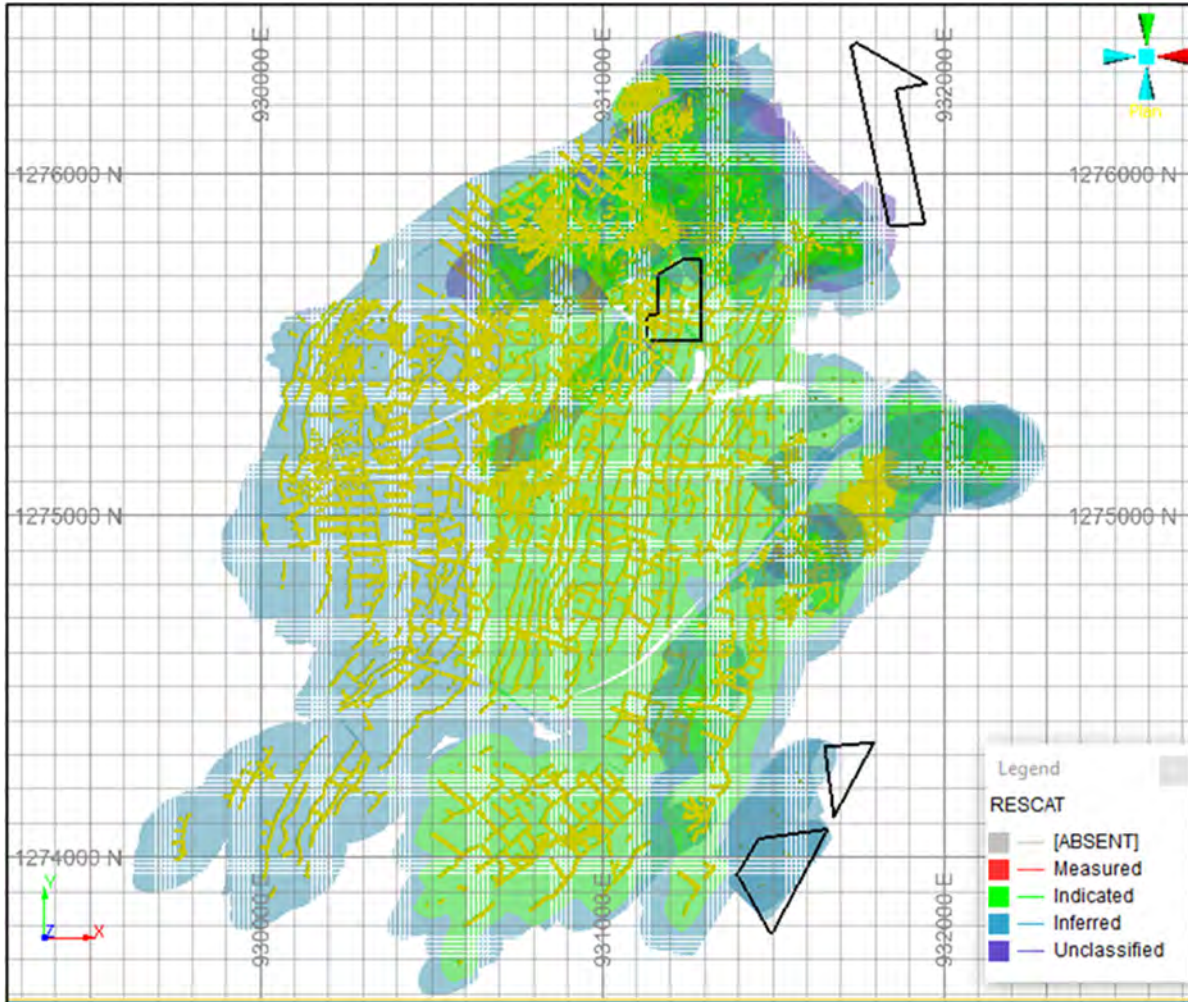 930000 E
931000 E
932000 E
Plan
1276000 N
1276000 N
1275000 N
1275000 N
Legend
RESCAT
[ABSENT]
Measured
Indicated
Inferred
Unclassified
1274000 N
Y
Z
X
930000 E
931000 E
932000 E